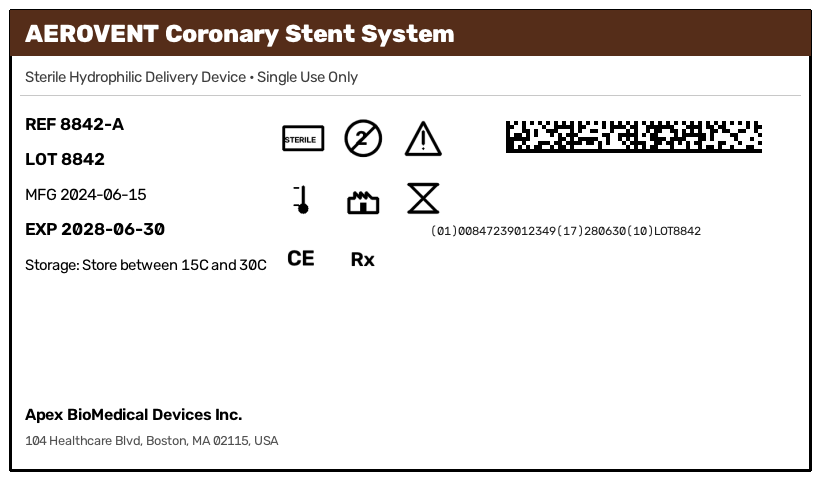 AEROVENT Coronary Stent System
Sterile Hydrophilic Delivery Device • Single Use Only
REF 8842-A
LOT 8842
MFG 2024-06-15
EXP 2028-06-30
Storage: Store between 15C and 30C
STERILE
2
CE
Rx
(01)00847239012349(17)280630(10)LOT8842
Apex BioMedical Devices Inc.
104 Healthcare Blvd, Boston, MA 02115, USA